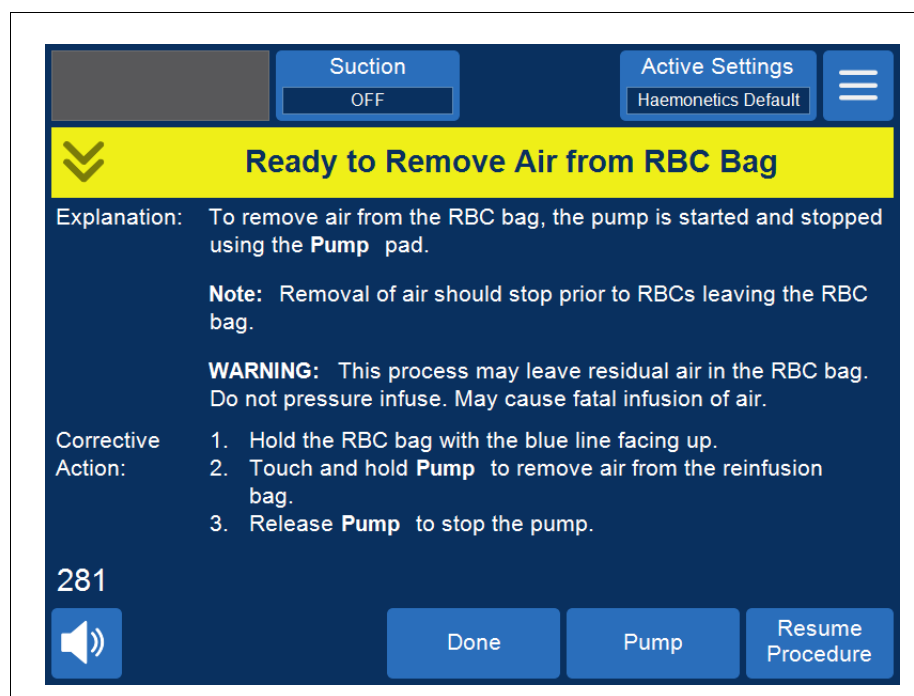 Suction
OFF
Active Settings
Haemonetics Default
Ready to Remove Air from RBC Bag
Explanation: To remove air from the RBC bag, the pump is started and stopped
using the Pump pad.
Note: Removal of air should stop prior to RBCs leaving the RBC
bag.
WARNING: This process may leave residual air in the RBC bag.
Do not pressure infuse. May cause fatal infusion of air.
Corrective 1. Hold the RBC bag with the blue line facing up.
Action: 2. Touch and hold Pump to remove air from the reinfusion
bag.
3. Release Pump to stop the pump.
281
Done
Pump
Resume
Procedure